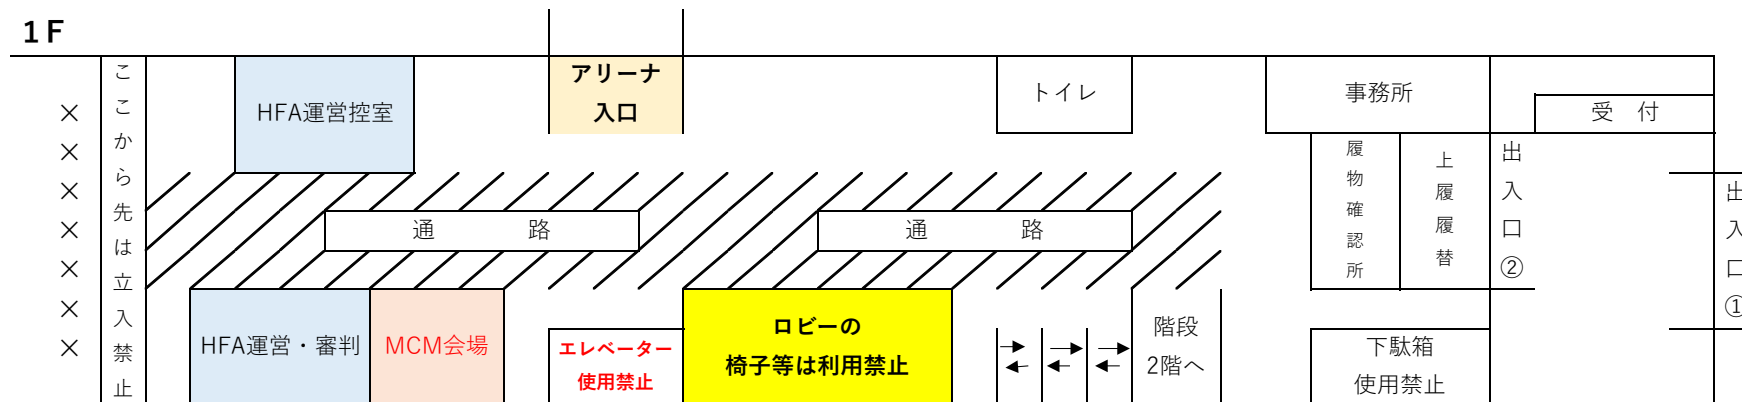 1F
ここから先は立入禁止
×
×
×
×
×
×
×
HFA運営控室
アリーナ
入口
トイレ
事務所
受　付
履物確認所
上履履替
出入口②
出入口①
通　　　路
通　　　路
HFA運営・審判
MCM会場
エレベーター
使用禁止
ロビーの
椅子等は利用禁止
階段
2階へ
下駄箱
使用禁止